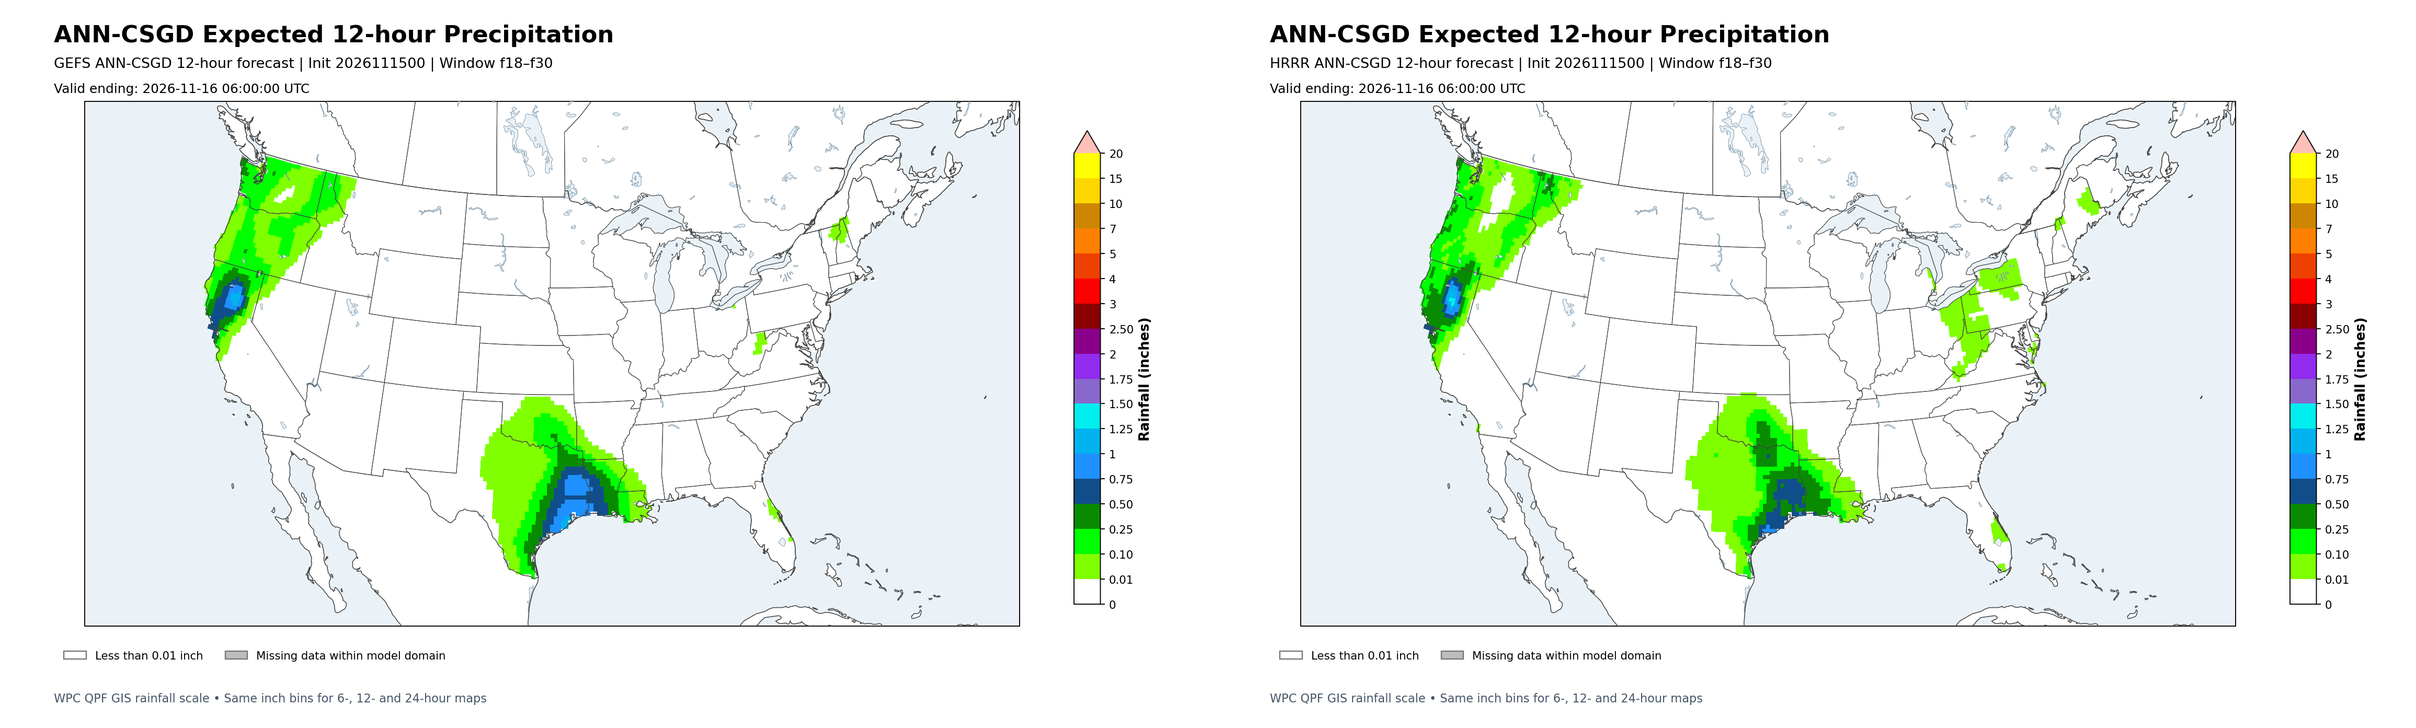 ANN-CSGD Expected 12-hour Precipitation
GEFS ANN-CSGD 12-hour forecast | Init 2026111500 | Window f18–f30
Valid ending: 2026-11-16 06:00:00 UTC
20
15
10
7
5
4
3
2.50
2
1.75
1.50
1.25
1
0.75
0.50
0.25
0.10
0.01
0
Rainfall (inches)
Less than 0.01 inch
Missing data within model domain
WPC QPF GIS rainfall scale • Same inch bins for 6-, 12- and 24-hour maps
ANN-CSGD Expected 12-hour Precipitation
HRRR ANN-CSGD 12-hour forecast | Init 2026111500 | Window f18–f30
Valid ending: 2026-11-16 06:00:00 UTC
20
15
10
7
5
4
3
2.50
2
1.75
1.50
1.25
1
0.75
0.50
0.25
0.10
0.01
0
Rainfall (inches)
Less than 0.01 inch
Missing data within model domain
WPC QPF GIS rainfall scale • Same inch bins for 6-, 12- and 24-hour maps